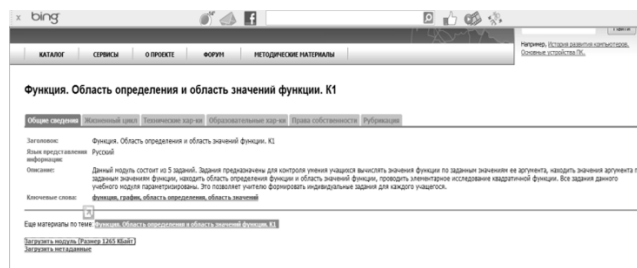 × bing
КАТАЛОГ СЕРВИСЫ О ПРОЕКТЕ ФОРУМ МЕТОДИЧЕСКИЕ МАТЕРИАЛЫ
Например, История развития компьютеров,
Основные устройства ПК.
Функция. Область определения и область значений функции. К1
Общие сведения Жизненный цикл Технические хар-ки Образовательные хар-ки Права собственности Рубрикация
Заголовок: Функция. Область определения и область значений функции. К1
Язык представления Русский
информации:
Описание: Данный модуль состоит из 5 заданий. Задания предназначены для контроля умения учащихся вычислять значения функции по заданным значениям ее аргумента, находить значения аргумента п
заданным значениям функции, находить область определения функции и область значений функции, проводить элементарное исследование квадратичной функции. Все задания данного
учебного модуля параметризированы. Это позволяет учителю формировать индивидуальные задания для каждого учащегося.
Ключевые слова: функция, график, область определения, область значений
Еще материалы по теме: Функция. Область определения и область значений функции. К1
Загрузить модуль [Размер 1265 КБайт]
Загрузить метаданные